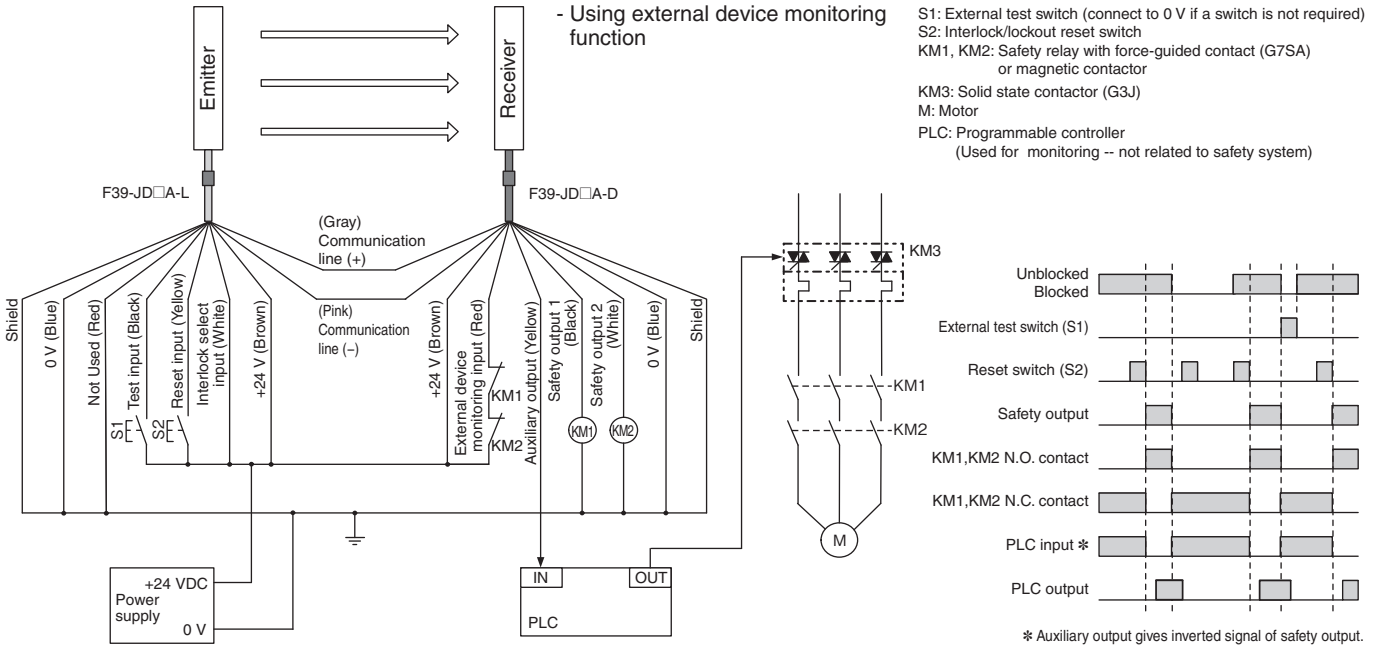 - Using external device monitoring
function
S1: External test switch (connect to 0 V if a switch is not required)
S2: Interlock/lockout reset switch
KM1, KM2: Safety relay with force-guided contact (G7SA)
or magnetic contactor
KM3: Solid state contactor (G3J)
M: Motor
PLC: Programmable controller
(Used for monitoring -- not related to safety system)
Emitter
Receiver
F39-JD□A-L
F39-JD□A-D
(Gray)
Communication
line (+)
(Pink)
Communication
line (−)
Shield
0 V (Blue)
Not Used (Red)
Test input (Black)
Reset input (Yellow)
Interlock select
input (White)
+24 V (Brown)
+24 V (Brown)
External device
monitoring input (Red)
Auxiliary output (Yellow)
Safety output 1
(Black)
Safety output 2
(White)
0 V (Blue)
Shield
S1
S2
KM1
KM2
KM1
KM2
+24 VDC
Power
supply
0 V
IN
OUT
PLC
KM3
KM1
KM2
M
Unblocked
Blocked
External test switch (S1)
Reset switch (S2)
Safety output
KM1,KM2 N.O. contact
KM1,KM2 N.C. contact
PLC input ✻
PLC output
✻ Auxiliary output gives inverted signal of safety output.